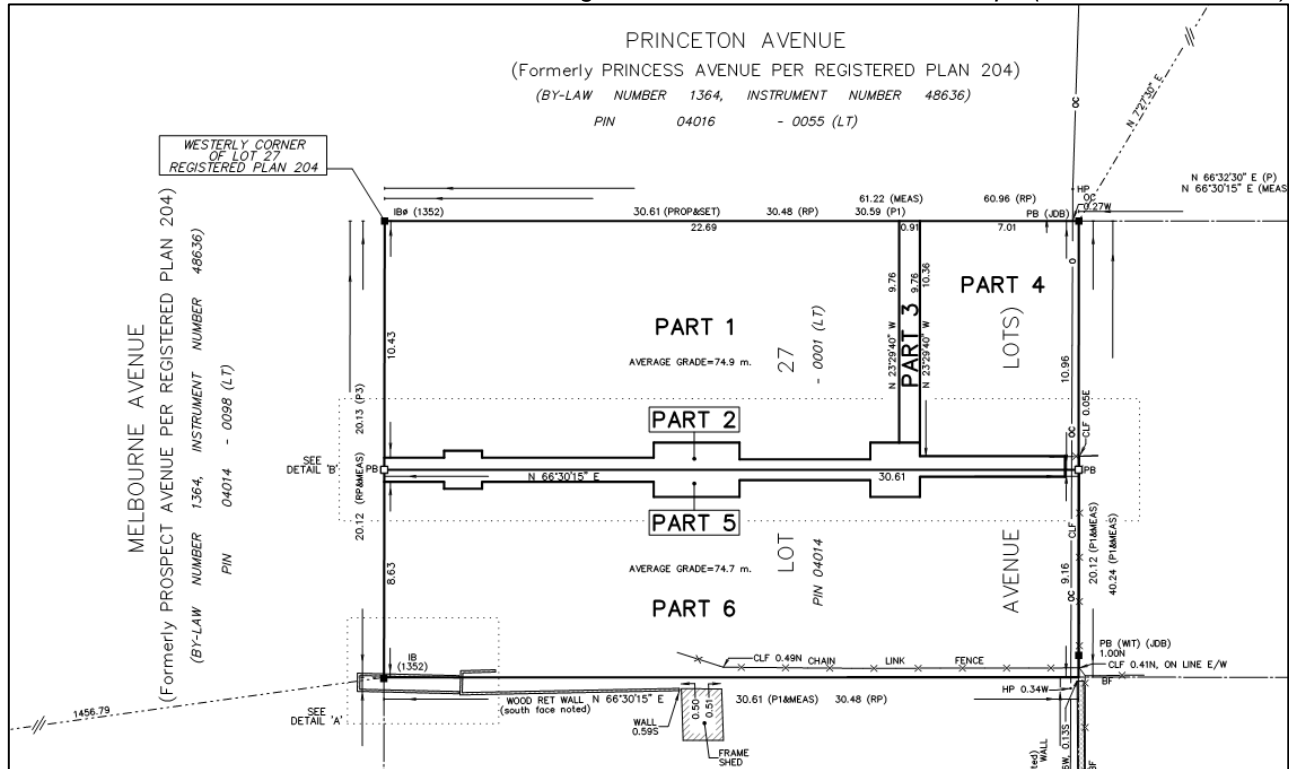 PRINCETON AVENUE
(Formerly PRINCESS AVENUE PER REGISTERED PLAN 204)
(BY-LAW NUMBER 1364, INSTRUMENT NUMBER 48636)
PIN 04016 - 0055 (LT)
OC
N 7°27'30" E
WESTERLY CORNER
OF LOT 27
REGISTERED PLAN 204
N 66°32'30" E (P)
N 66°30'15" E (MEAS
HP
OC
0.27W
61.22 (MEAS) 60.96 (RP)
IBØ (1352) 30.61 (PROP&SET) 30.48 (RP) 30.59 (P1) PB (JDB)
22.69 0.91 7.01
MELBOURNE AVENUE
(Formerly PROSPECT AVENUE PER REGISTERED PLAN 204)
(BY-LAW NUMBER 1364, INSTRUMENT NUMBER 48636)
PIN 04014 - 0098 (LT)
10.43
20.13 (P3)
20.12 (RP&MEAS)
PART 1
AVERAGE GRADE=74.9 m.
27
- 0001 (LT)
N 23°29'40" W 9.76
PART 3
9.76
N 23°29'40" W 10.36
PART 4
LOTS)
10.96
O
CLF 0.05E
OC
PART 2
SEE
DETAIL 'B'
PB
N 66°30'15" E
30.61
PB
PART 5
8.63
LOT
PIN 04014
AVERAGE GRADE=74.7 m.
PART 6
AVENUE
CLF
9.16
OC
20.12 (P1&MEAS)
40.24 (P1&MEAS)
PB (WIT) (JDB)
1.00N
CLF 0.49N
CHAIN LINK FENCE
CLF 0.41N, ON LINE E/W
BF
IB
(1352)
HP 0.34W
WOOD RET WALL N 66°30'15" E
(south face noted)
30.61 (P1&MEAS) 30.48 (RP)
1456.79
SEE
DETAIL 'A'
WALL
0.59S
0.50
0.51
FRAME
SHED
0.13S
WALL
BF